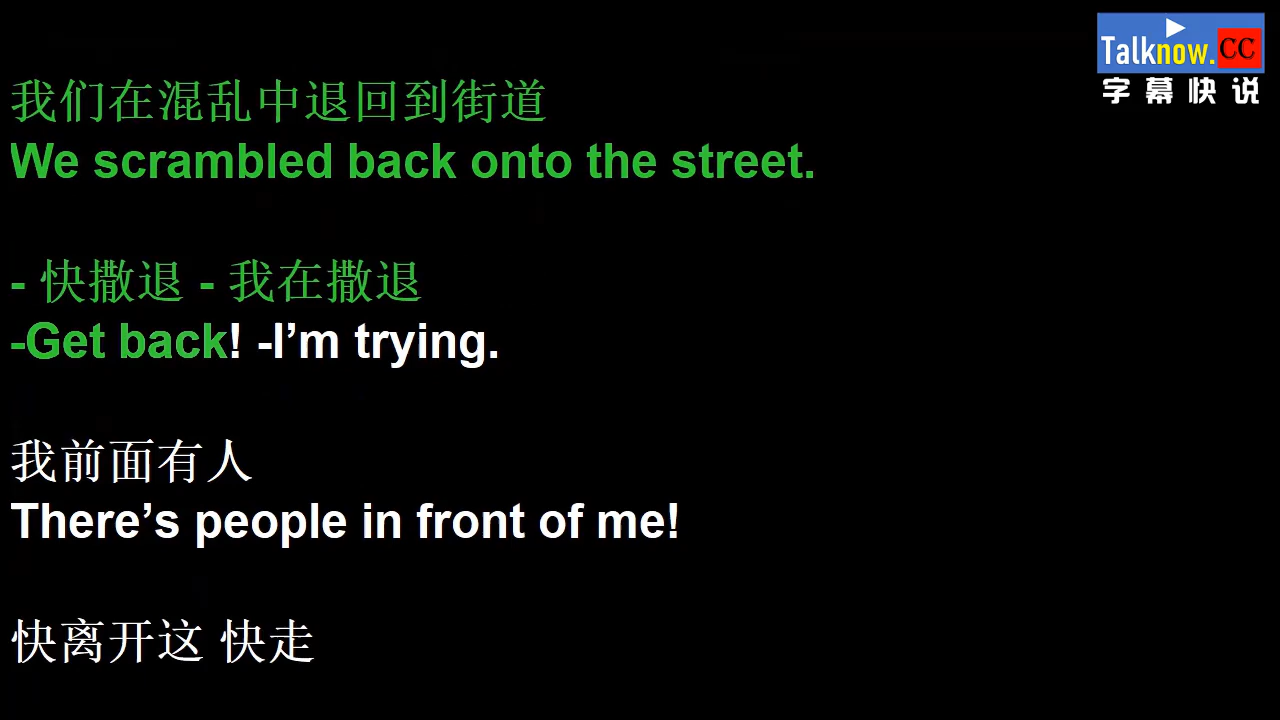 Talknow.CC
字幕快说
我们在混乱中退回到街道
We scrambled back onto the street.
- 快撒退 - 我在撒退
-Get back! -I’m trying.
我前面有人
There’s people in front of me!
快离开这 快走